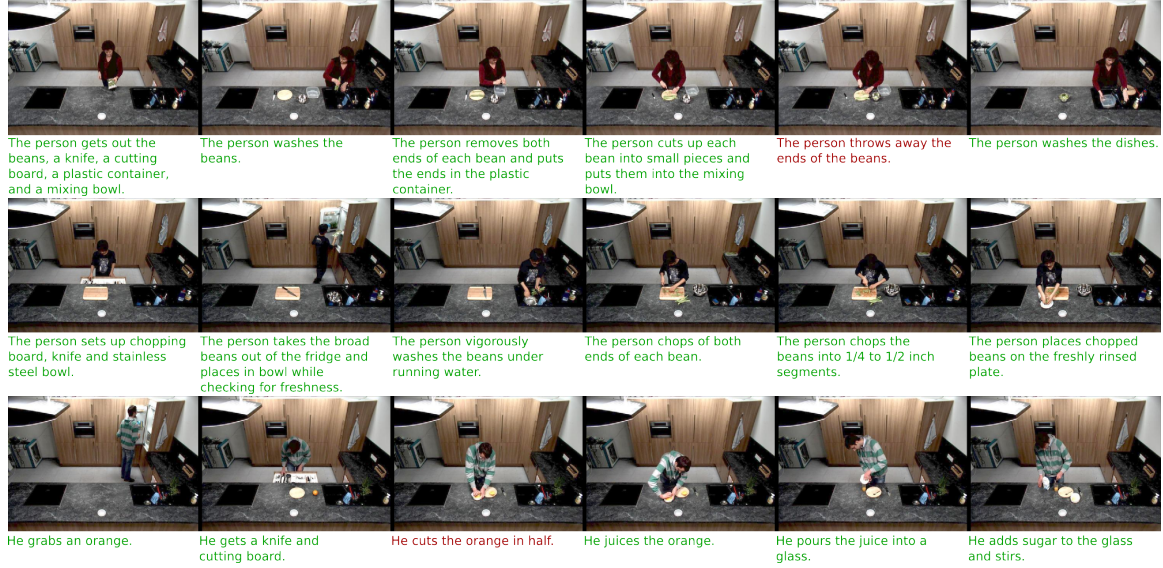 The person gets out the
beans, a knife, a cutting
board, a plastic container,
and a mixing bowl.
The person washes the
beans.
The person removes both
ends of each bean and puts
the ends in the plastic
container.
The person cuts up each
bean into small pieces and
puts them into the mixing
bowl.
The person throws away the
ends of the beans.
The person washes the dishes.
The person sets up chopping
board, knife and stainless
steel bowl.
The person takes the broad
beans out of the fridge and
places in bowl while
checking for freshness.
The person vigorously
washes the beans under
running water.
The person chops of both
ends of each bean.
The person chops the
beans into 1/4 to 1/2 inch
segments.
The person places chopped
beans on the freshly rinsed
plate.
He grabs an orange.
He gets a knife and
cutting board.
He cuts the orange in half.
He juices the orange.
He pours the juice into a
glass.
He adds sugar to the glass
and stirs.